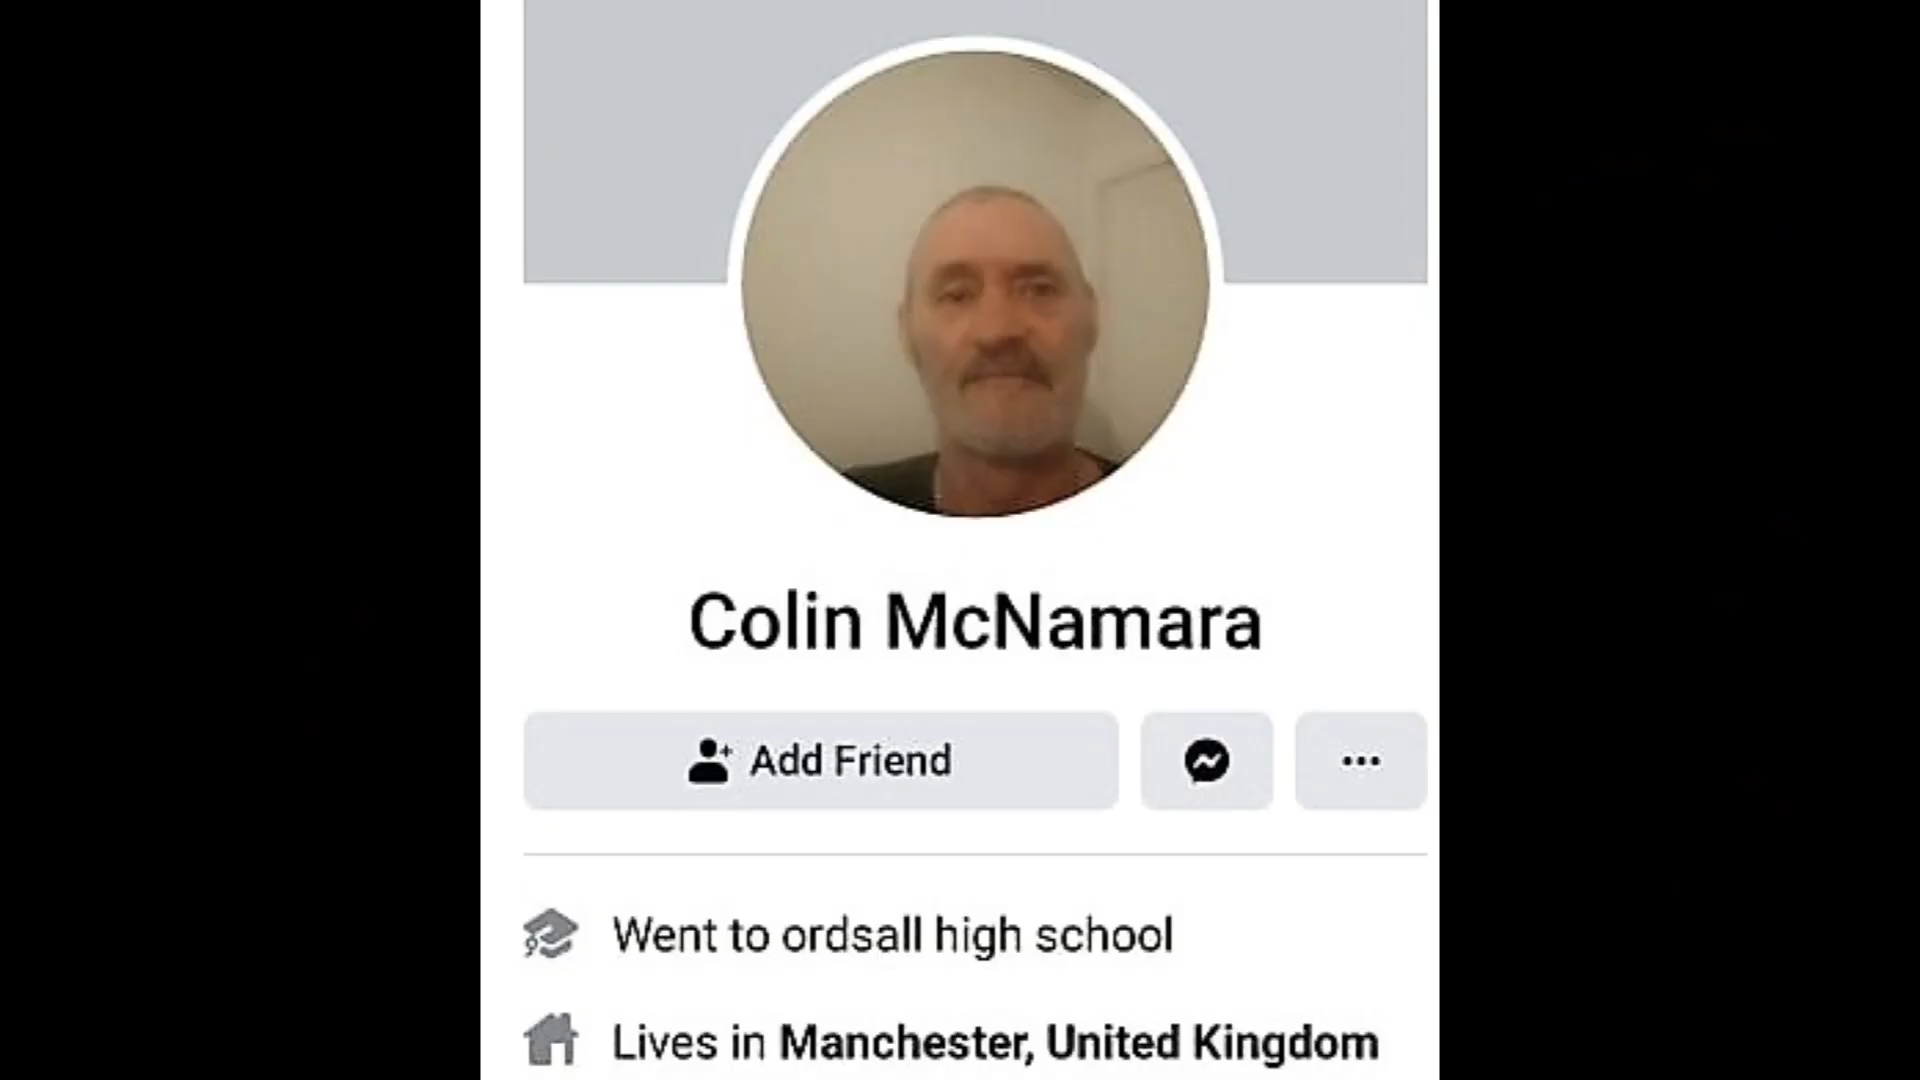 Colin McNamara
Add Friend
Went to ordsall high school
Lives in Manchester, United Kingdom